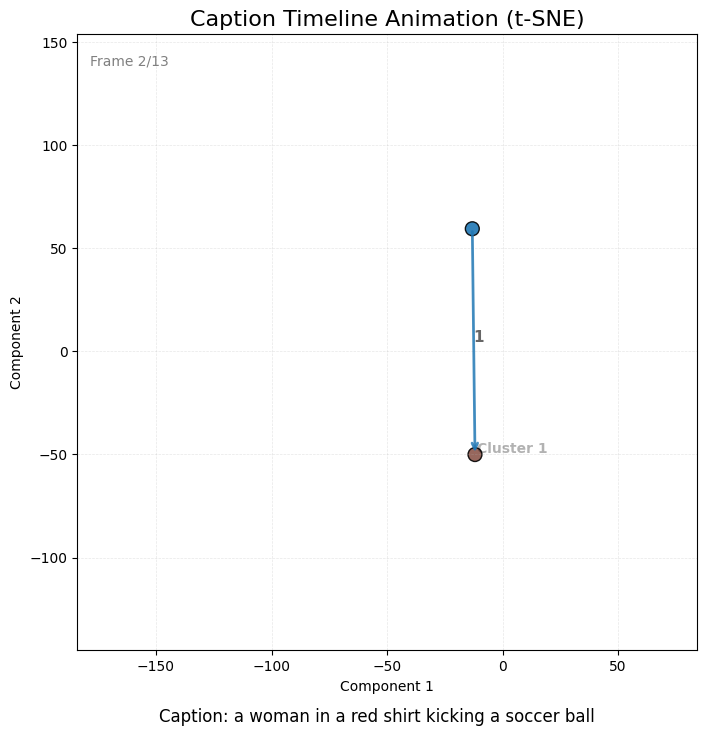 Caption Timeline Animation (t-SNE)
Frame 2/13
150
100
50
0
−50
−100
Component 2
1
Cluster 1
−150
−100
−50
0
50
Component 1
Caption: a woman in a red shirt kicking a soccer ball